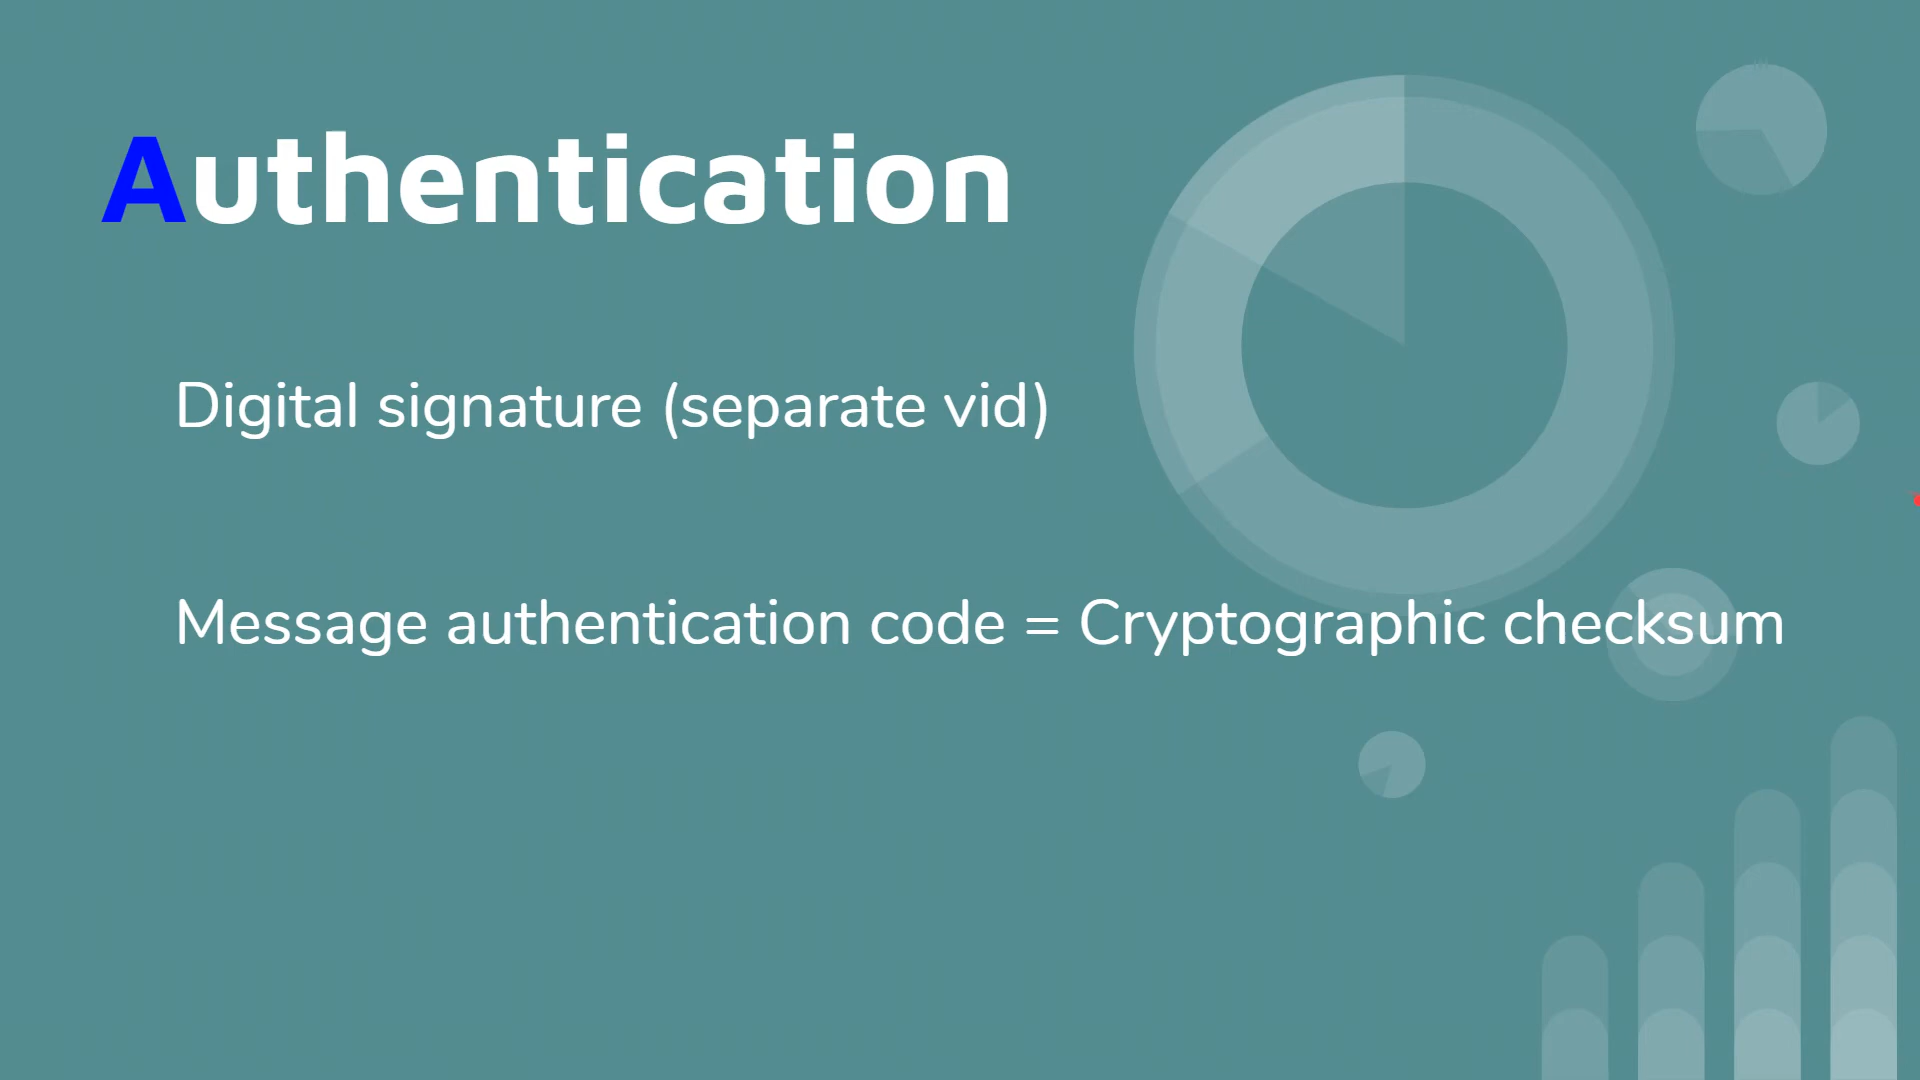 Authentication
Digital signature (separate vid)
Message authentication code = Cryptographic checksum